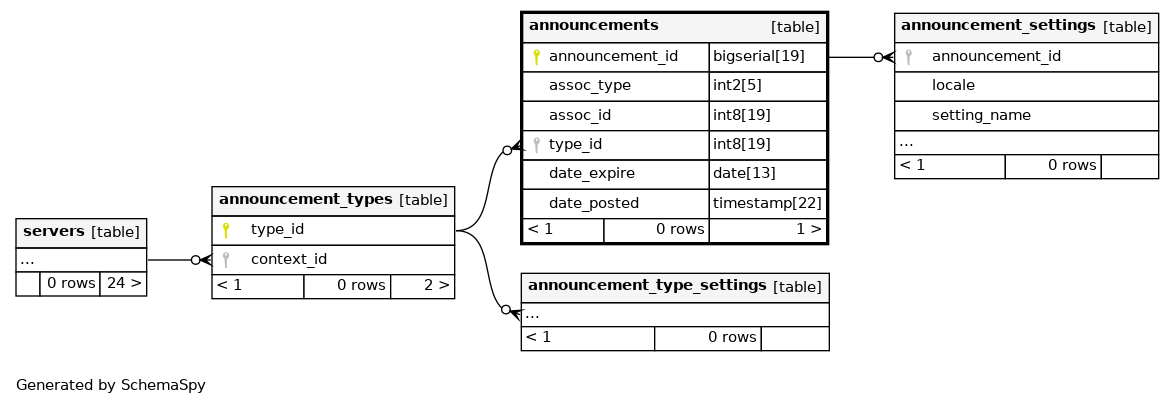 servers [table]
...
0 rows 24 >
announcement_types [table]
type_id
context_id
< 1 0 rows 2 >
announcements [table]
announcement_id bigserial[19]
assoc_type int2[5]
assoc_id int8[19]
type_id int8[19]
date_expire date[13]
date_posted timestamp[22]
< 1 0 rows 1 >
announcement_type_settings [table]
...
< 1 0 rows
announcement_settings [table]
announcement_id
locale
setting_name
...
< 1 0 rows
Generated by SchemaSpy